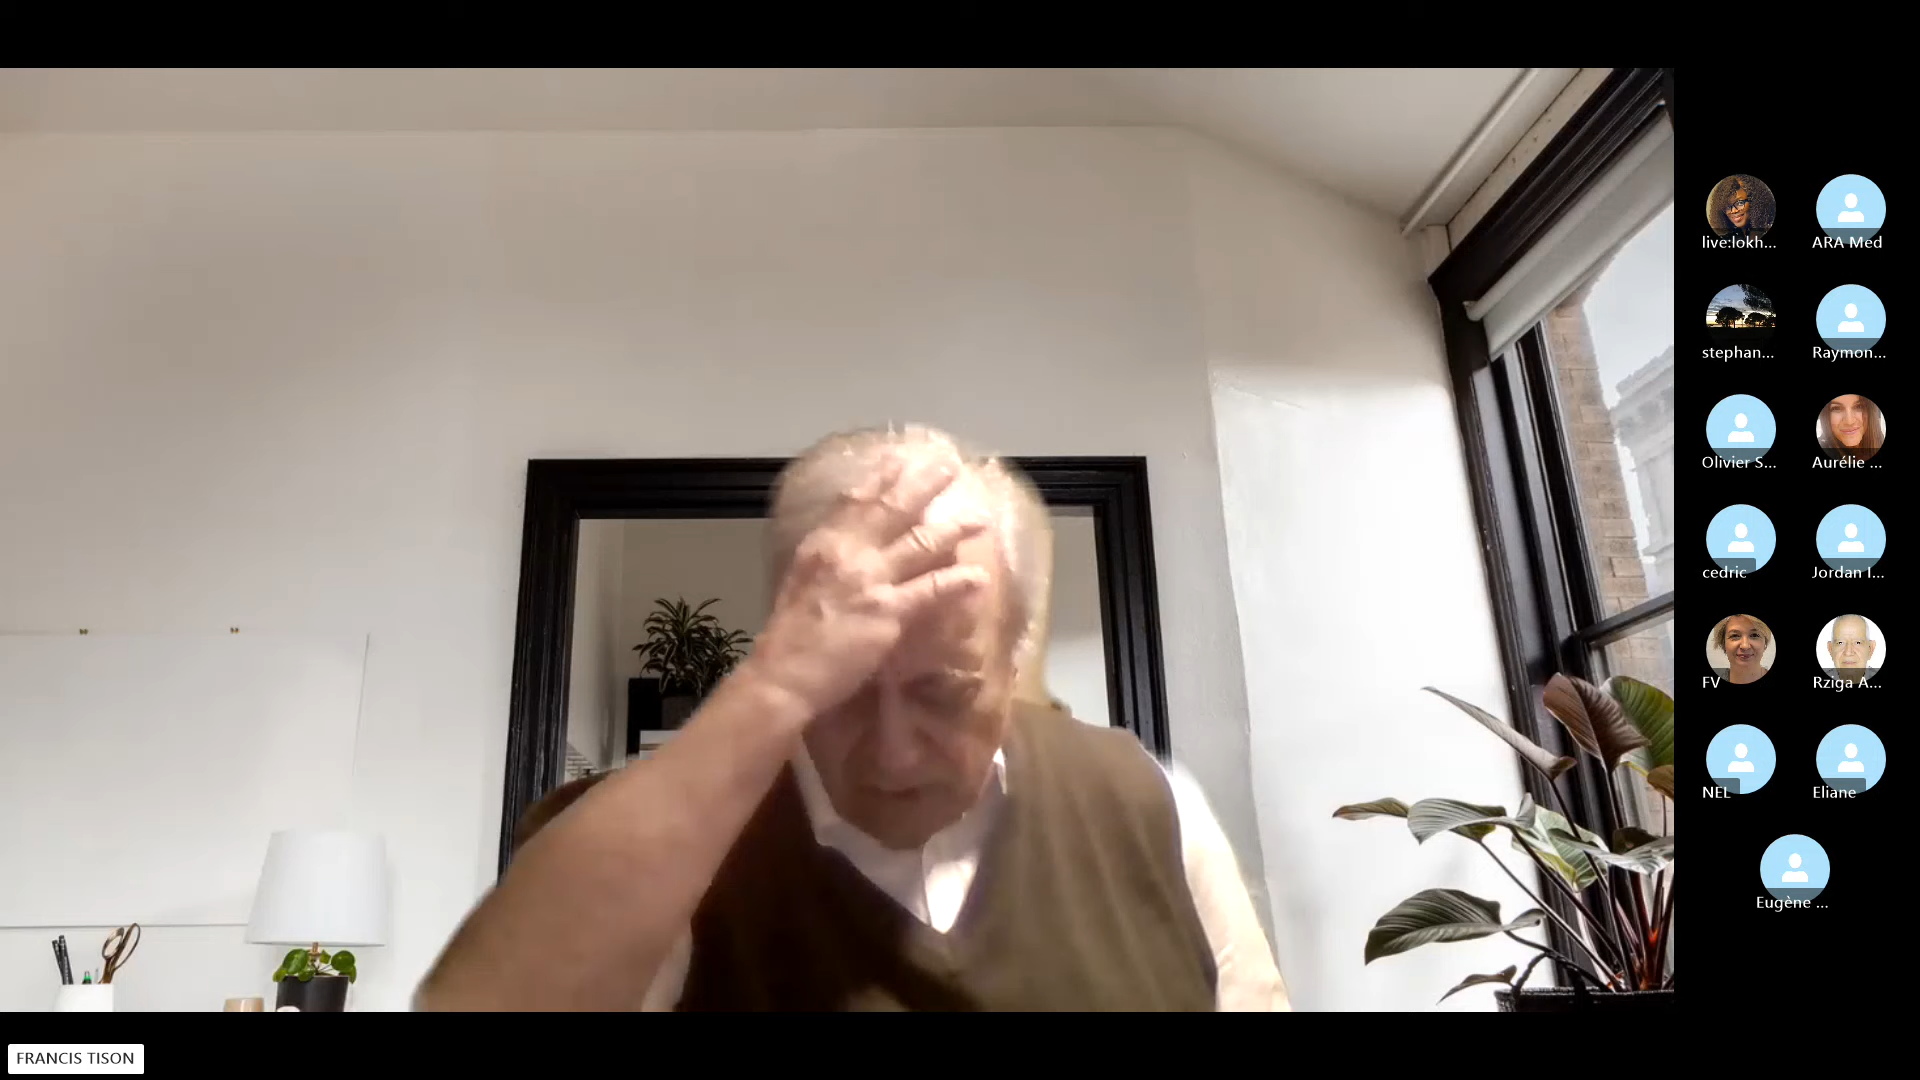 live:lokh...
ARA Med
stephan...
Raymon...
Olivier S...
Aurélie ...
cedric
Jordan I...
FV
Rziga A...
NEL
Eliane
Eugène ...
FRANCIS TISON